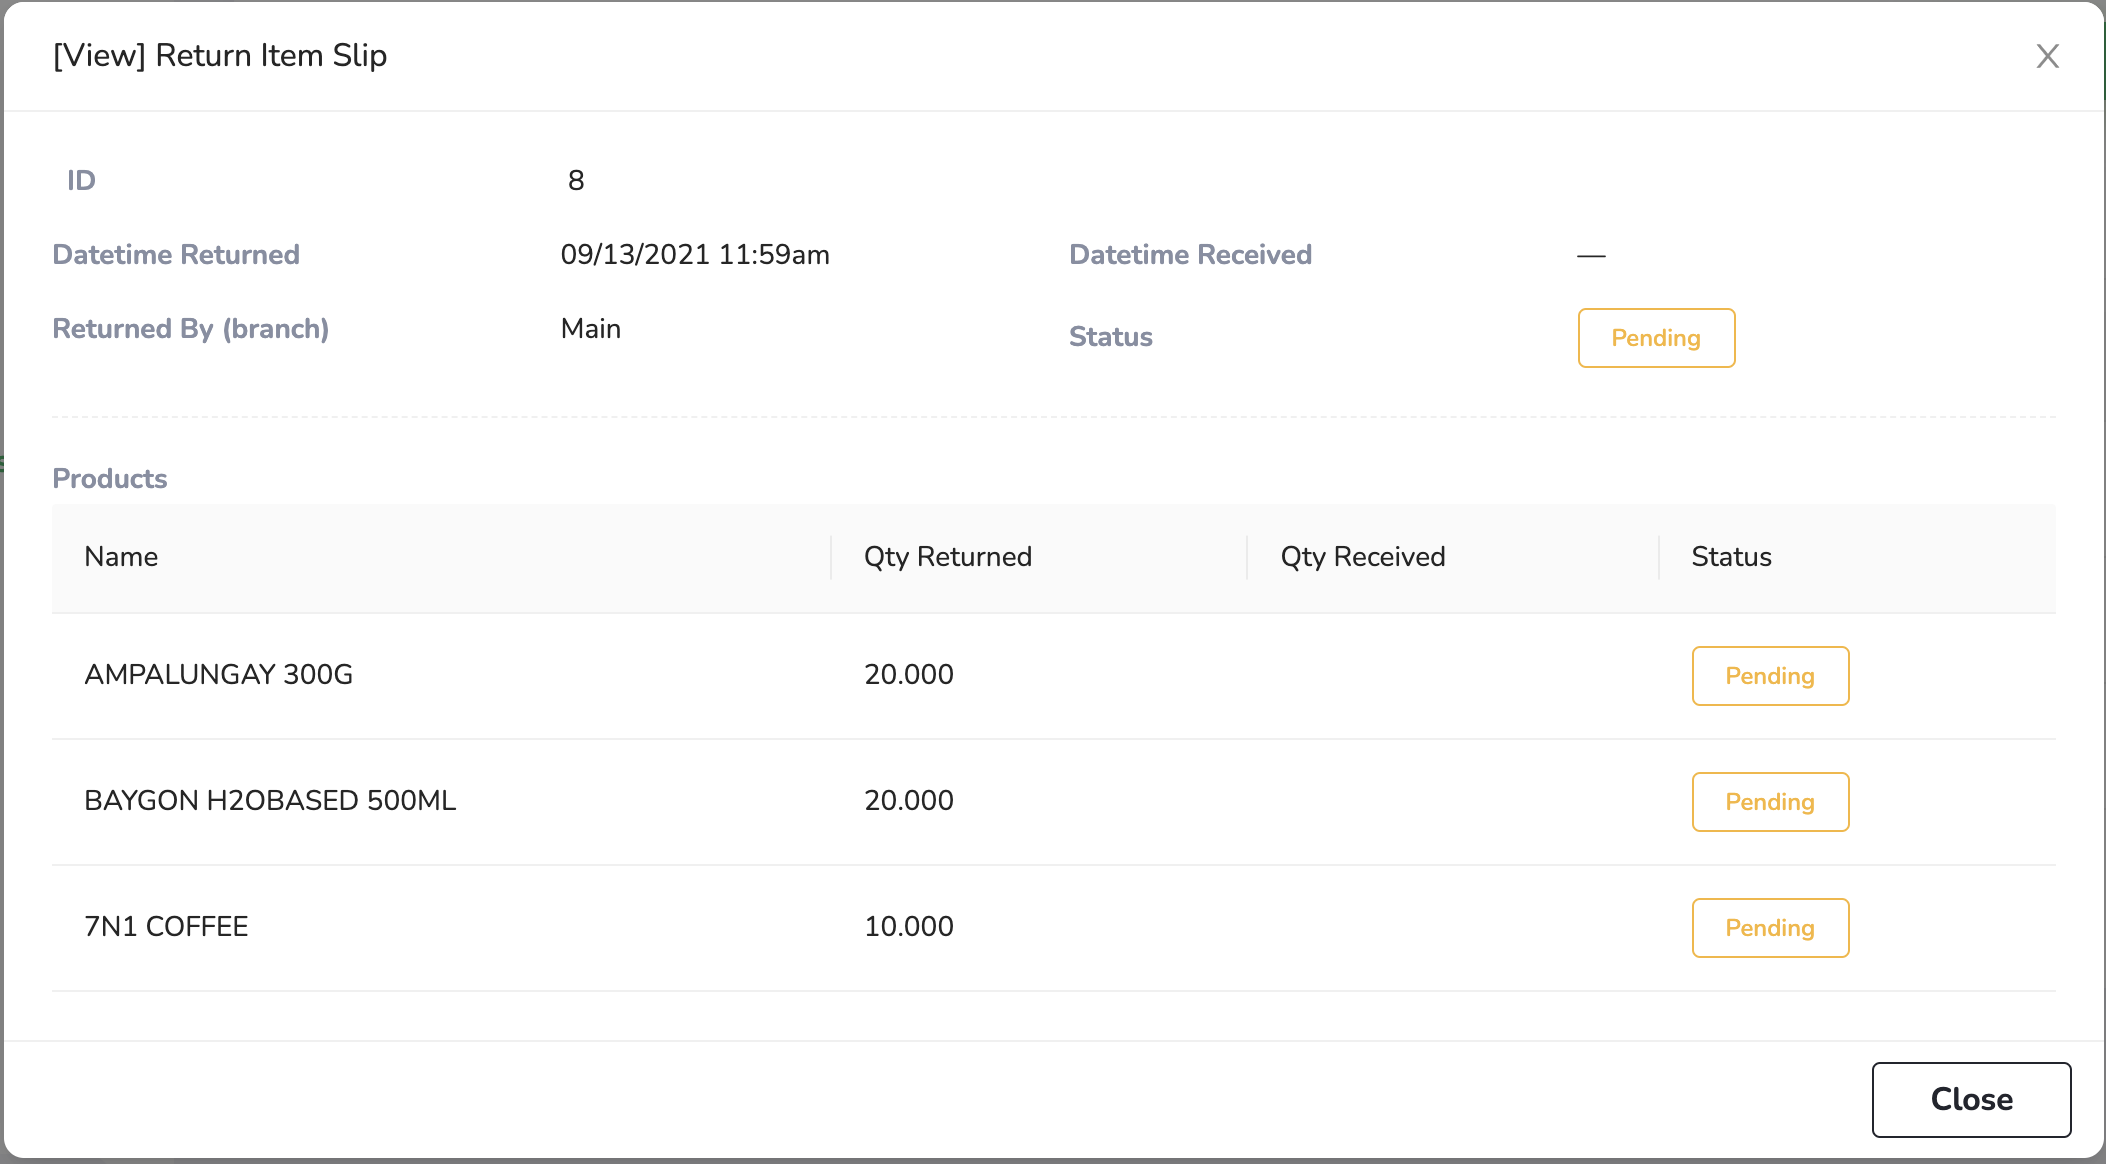 [View] Return Item Slip X
ID 8
Datetime Returned 09/13/2021 11:59am Datetime Received —
Returned By (branch) Main Status Pending
Products
Name Qty Returned Qty Received Status
AMPALUNGAY 300G 20.000 Pending
BAYGON H2OBASED 500ML 20.000 Pending
7N1 COFFEE 10.000 Pending
Close